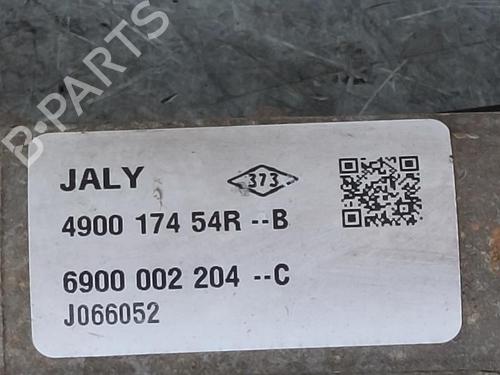 B-PARTS
JALY 373
4900 174 54R --B
6900 002 204 --C
J066052